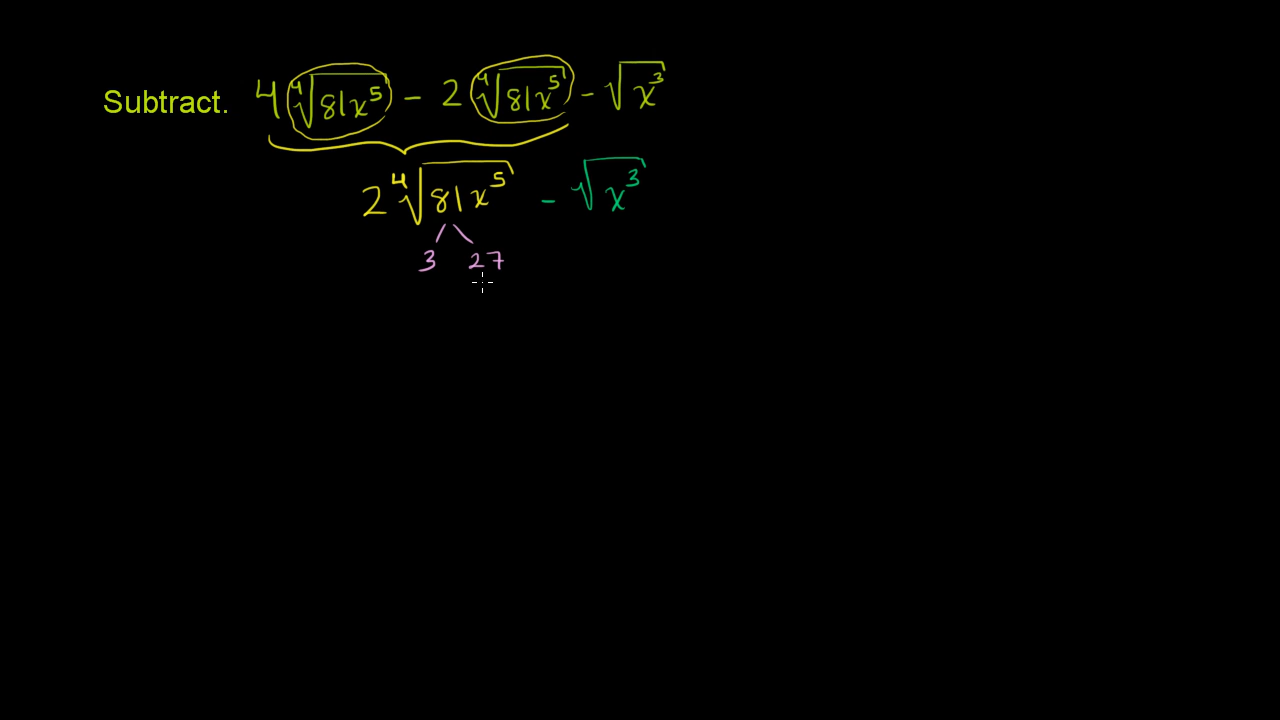 Subtract. 4∜81x⁵ - 2∜81x⁵ - √x³
2∜81x⁵ - √x³
3 27